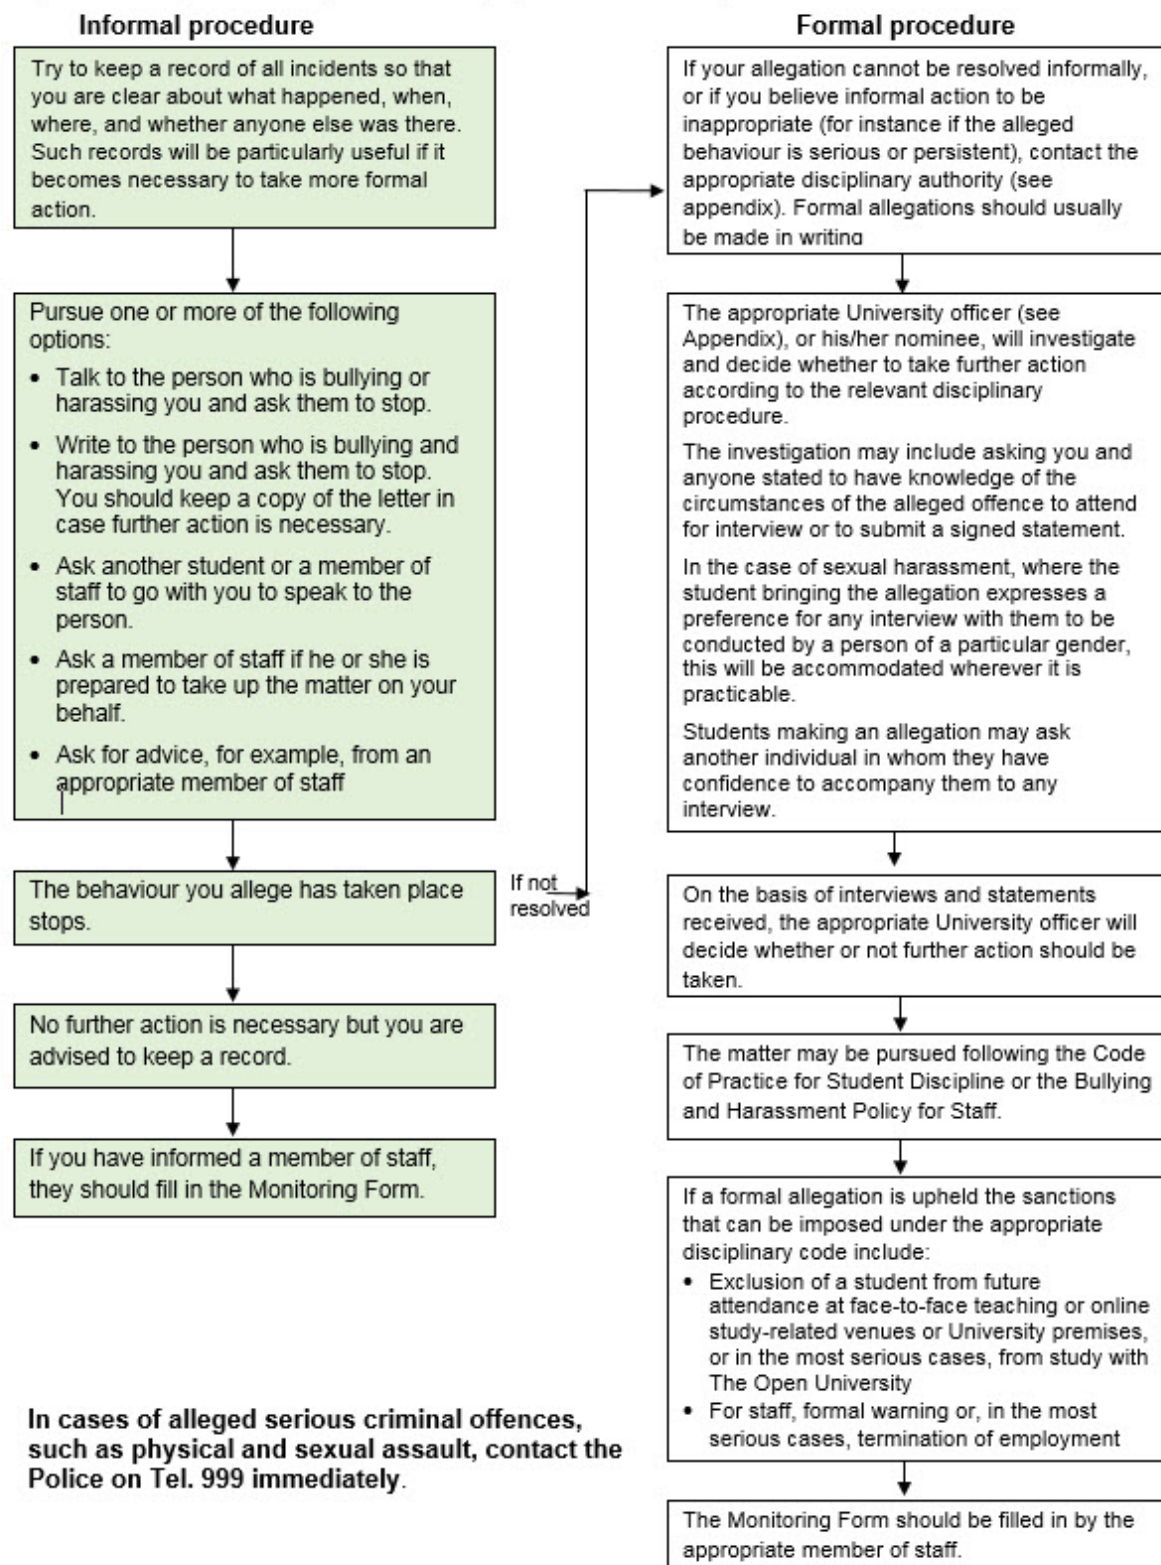 Informal procedure
Try to keep a record of all incidents so that
you are clear about what happened, when,
where, and whether anyone else was there.
Such records will be particularly useful if it
becomes necessary to take more formal
action.
Pursue one or more of the following
options:
• Talk to the person who is bullying or
harassing you and ask them to stop.
• Write to the person who is bullying and
harassing you and ask them to stop.
You should keep a copy of the letter in
case further action is necessary.
• Ask another student or a member of
staff to go with you to speak to the
person.
• Ask a member of staff if he or she is
prepared to take up the matter on your
behalf.
• Ask for advice, for example, from an
appropriate member of staff
The behaviour you allege has taken place
stops.
If not
resolved
No further action is necessary but you are
advised to keep a record.
If you have informed a member of staff,
they should fill in the Monitoring Form.
In cases of alleged serious criminal offences,
such as physical and sexual assault, contact the
Police on Tel. 999 immediately.
Formal procedure
If your allegation cannot be resolved informally,
or if you believe informal action to be
inappropriate (for instance if the alleged
behaviour is serious or persistent), contact the
appropriate disciplinary authority (see
appendix). Formal allegations should usually
be made in writing
The appropriate University officer (see
Appendix), or his/her nominee, will investigate
and decide whether to take further action
according to the relevant disciplinary
procedure.
The investigation may include asking you and
anyone stated to have knowledge of the
circumstances of the alleged offence to attend
for interview or to submit a signed statement.
In the case of sexual harassment, where the
student bringing the allegation expresses a
preference for any interview with them to be
conducted by a person of a particular gender,
this will be accommodated wherever it is
practicable.
Students making an allegation may ask
another individual in whom they have
confidence to accompany them to any
interview.
On the basis of interviews and statements
received, the appropriate University officer will
decide whether or not further action should be
taken.
The matter may be pursued following the Code
of Practice for Student Discipline or the Bullying
and Harassment Policy for Staff.
If a formal allegation is upheld the sanctions
that can be imposed under the appropriate
disciplinary code include:
• Exclusion of a student from future
attendance at face-to-face teaching or online
study-related venues or University premises,
or in the most serious cases, from study with
The Open University
• For staff, formal warning or, in the most
serious cases, termination of employment
The Monitoring Form should be filled in by the
appropriate member of staff.